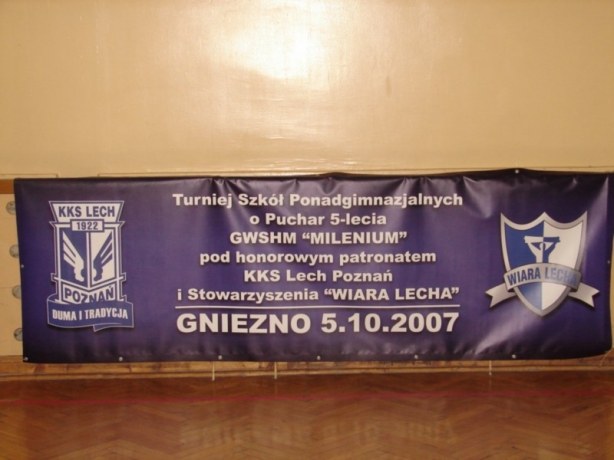 KKS LECH
1922
POZNAŃ
DUMA I TRADYCJA
Turniej Szkół Ponadgimnazjalnych
o Puchar 5-lecia
GWSHM "MILENIUM"
pod honorowym patronatem
KKS Lech Poznań
i Stowarzyszenia "WIARA LECHA"
GNIEZNO 5.10.2007
WIARA LECHA